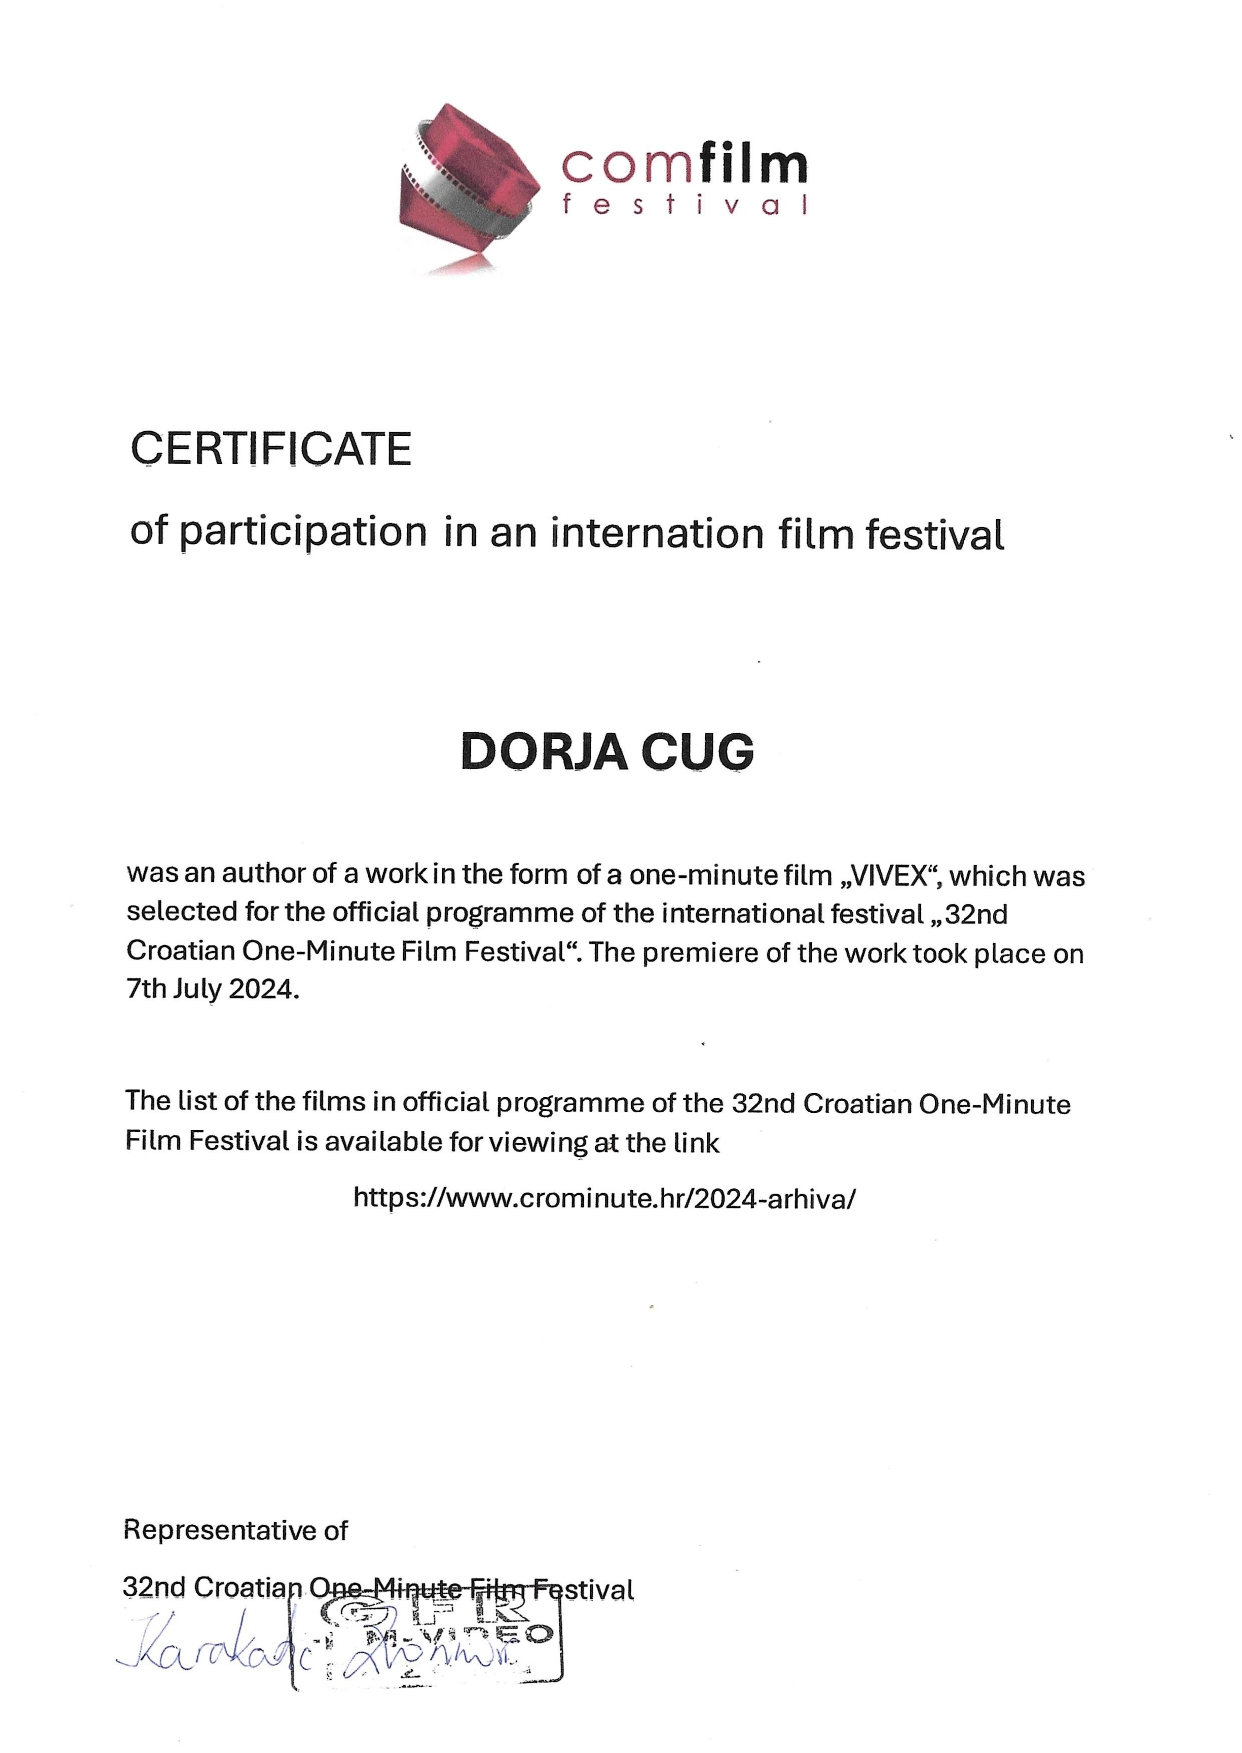 comfilm
festival
CERTIFICATE
of participation in an internation film festival
DORJA CUG
was an author of a work in the form of a one-minute film „VIVEX“, which was
selected for the official programme of the international festival „32nd
Croatian One-Minute Film Festival“. The premiere of the work took place on
7th July 2024.
The list of the films in official programme of the 32nd Croatian One-Minute
Film Festival is available for viewing at the link
https://www.crominute.hr/2024-arhiva/
Representative of
32nd Croatian One-Minute Film Festival
GFR